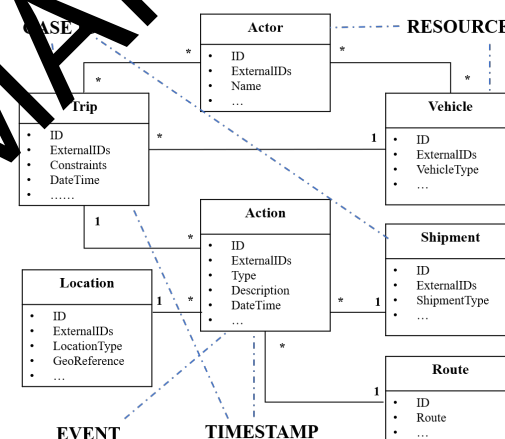 CASE
RESOURCE
Actor
• ID
• ExternalIDs
• Name
• ...
*
*
*
*
Trip
• ID
• ExternalIDs
• Constraints
• DateTime
• ......
*
1
Vehicle
• ID
• ExternalIDs
• VehicleType
• ...
1
*
Action
• ID
• ExternalIDs
• Type
• Description
• DateTime
• ...
Shipment
• ID
• ExternalIDs
• ShipmentType
• ...
Location
• ID
• ExternalIDs
• LocationType
• GeoReference
• ...
1
*
*
1
*
1
Route
• ID
• Route
• ...
EVENT
TIMESTAMP